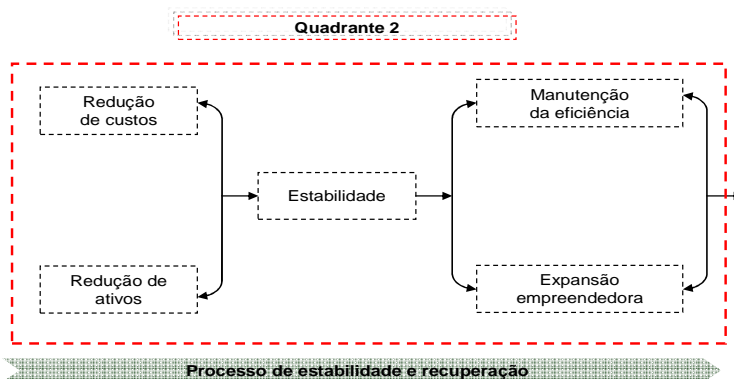 Quadrante 2
Redução
de custos
Manutenção
da eficiência
Estabilidade
Redução de
ativos
Expansão
empreendedora
Processo de estabilidade e recuperação